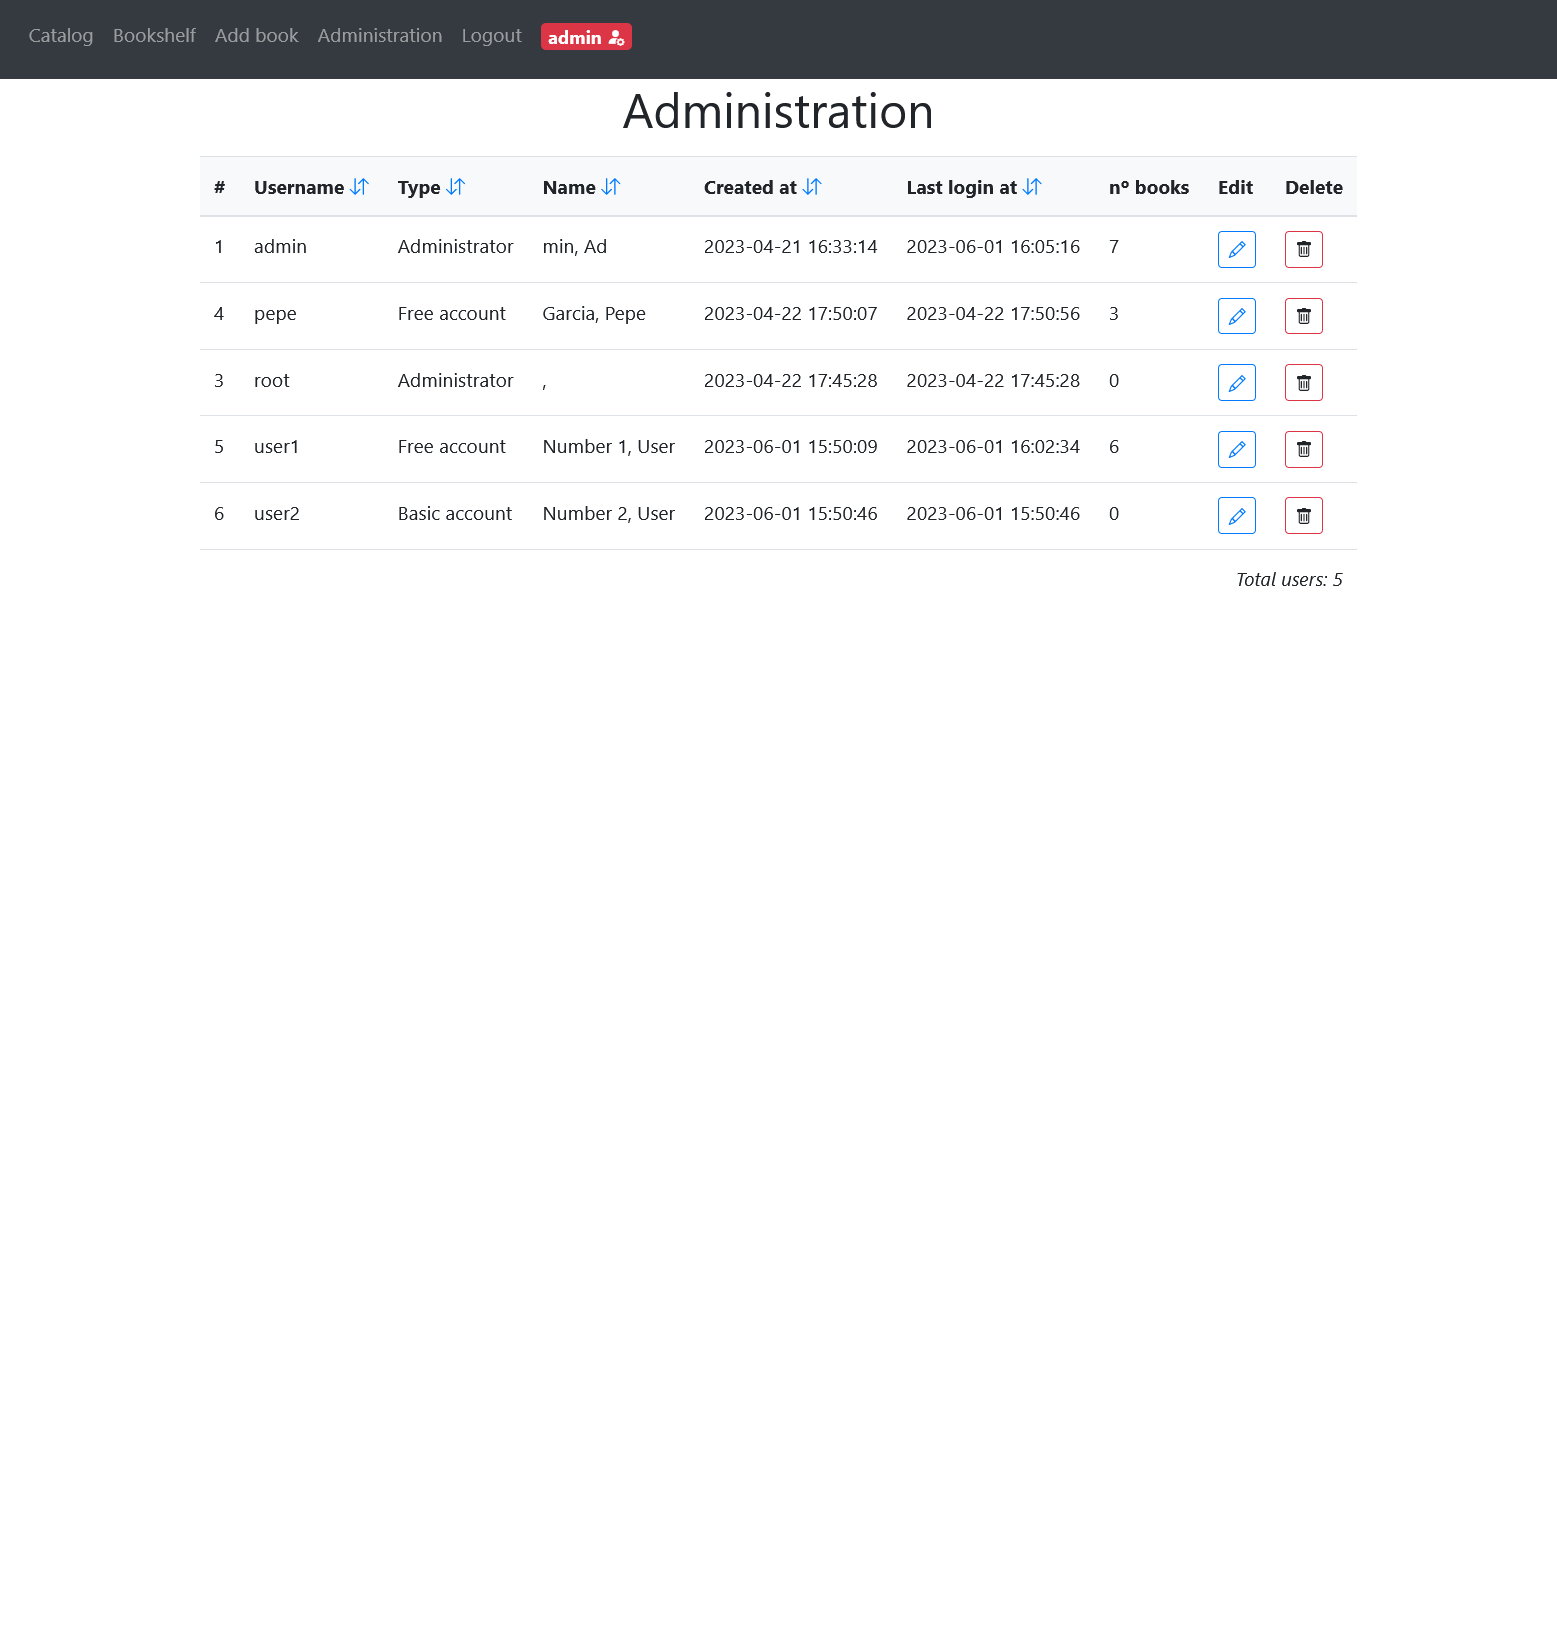 Catalog Bookshelf Add book Administration Logout admin
Administration
# Username Type Name Created at Last login at nº books Edit Delete
1 admin Administrator min, Ad 2023-04-21 16:33:14 2023-06-01 16:05:16 7
4 pepe Free account Garcia, Pepe 2023-04-22 17:50:07 2023-04-22 17:50:56 3
3 root Administrator , 2023-04-22 17:45:28 2023-04-22 17:45:28 0
5 user1 Free account Number 1, User 2023-06-01 15:50:09 2023-06-01 16:02:34 6
6 user2 Basic account Number 2, User 2023-06-01 15:50:46 2023-06-01 15:50:46 0
Total users: 5